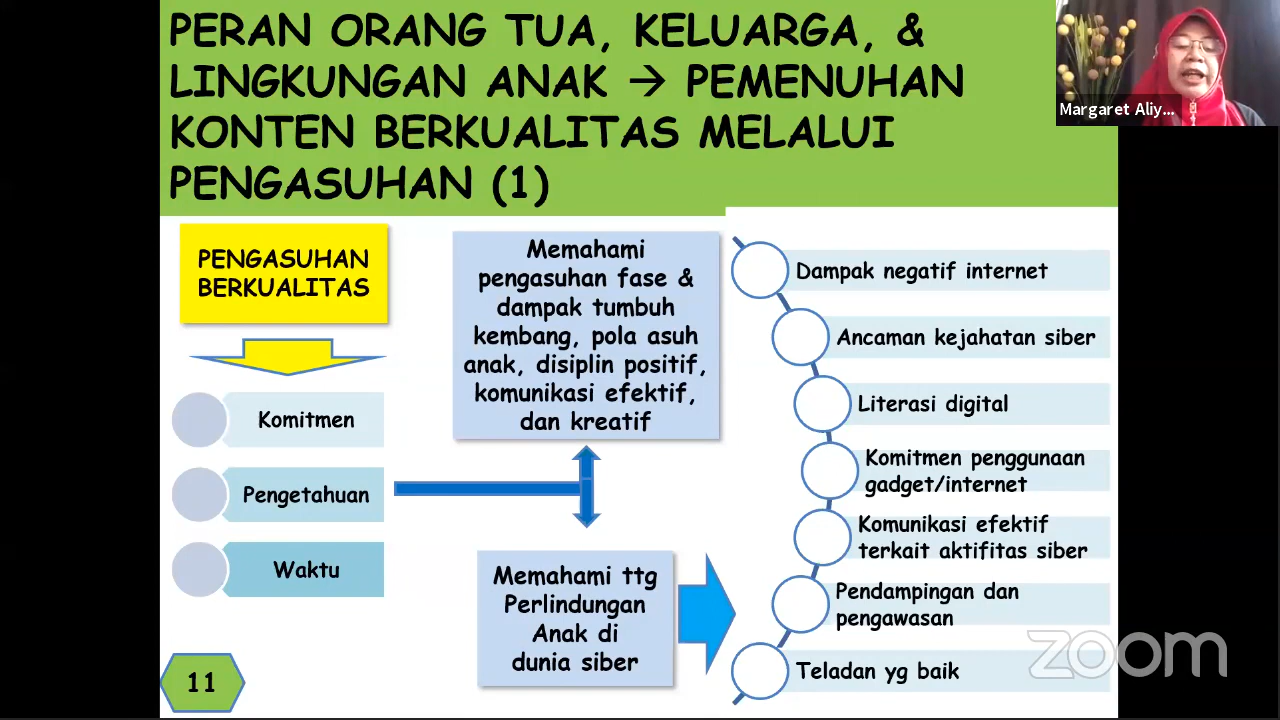 PERAN ORANG TUA, KELUARGA, &
LINGKUNGAN ANAK → PEMENUHAN
KONTEN BERKUALITAS MELALUI
PENGASUHAN (1)
Margaret Aliy...
PENGASUHAN
BERKUALITAS
Komitmen
Pengetahuan
Waktu
Memahami
pengasuhan fase &
dampak tumbuh
kembang, pola asuh
anak, disiplin positif,
komunikasi efektif,
dan kreatif
Memahami ttg
Perlindungan
Anak di
dunia siber
Dampak negatif internet
Ancaman kejahatan siber
Literasi digital
Komitmen penggunaan
gadget/internet
Komunikasi efektif
terkait aktifitas siber
Pendampingan dan
pengawasan
Teladan yg baik
11
zoom